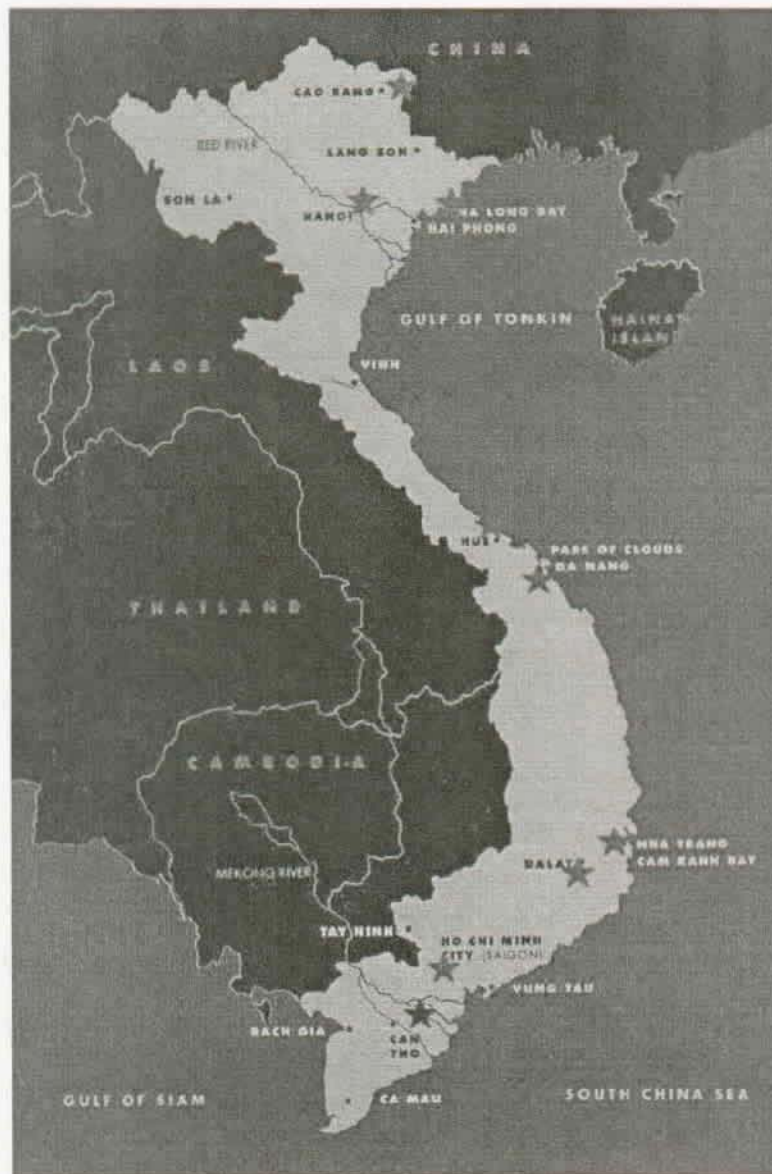 CHINA
CAO BANG
RED RIVER
LANG SON
SON LA
HANOI
HA LONG BAY
HAI PHONG
GULF OF TONKIN
HAINAN
ISLAND
LAOS
VINH
HUE
PASS OF CLOUDS
DA NANG
THAILAND
CAMBODIA
NHA TRANG
CAM RANH BAY
DALAT
MEKONG RIVER
TAY NINH
HO CHI MINH
CITY (SAIGON)
VUNG TAU
RACH GIA
CAN
THO
GULF OF SIAM
CA MAU
SOUTH CHINA SEA